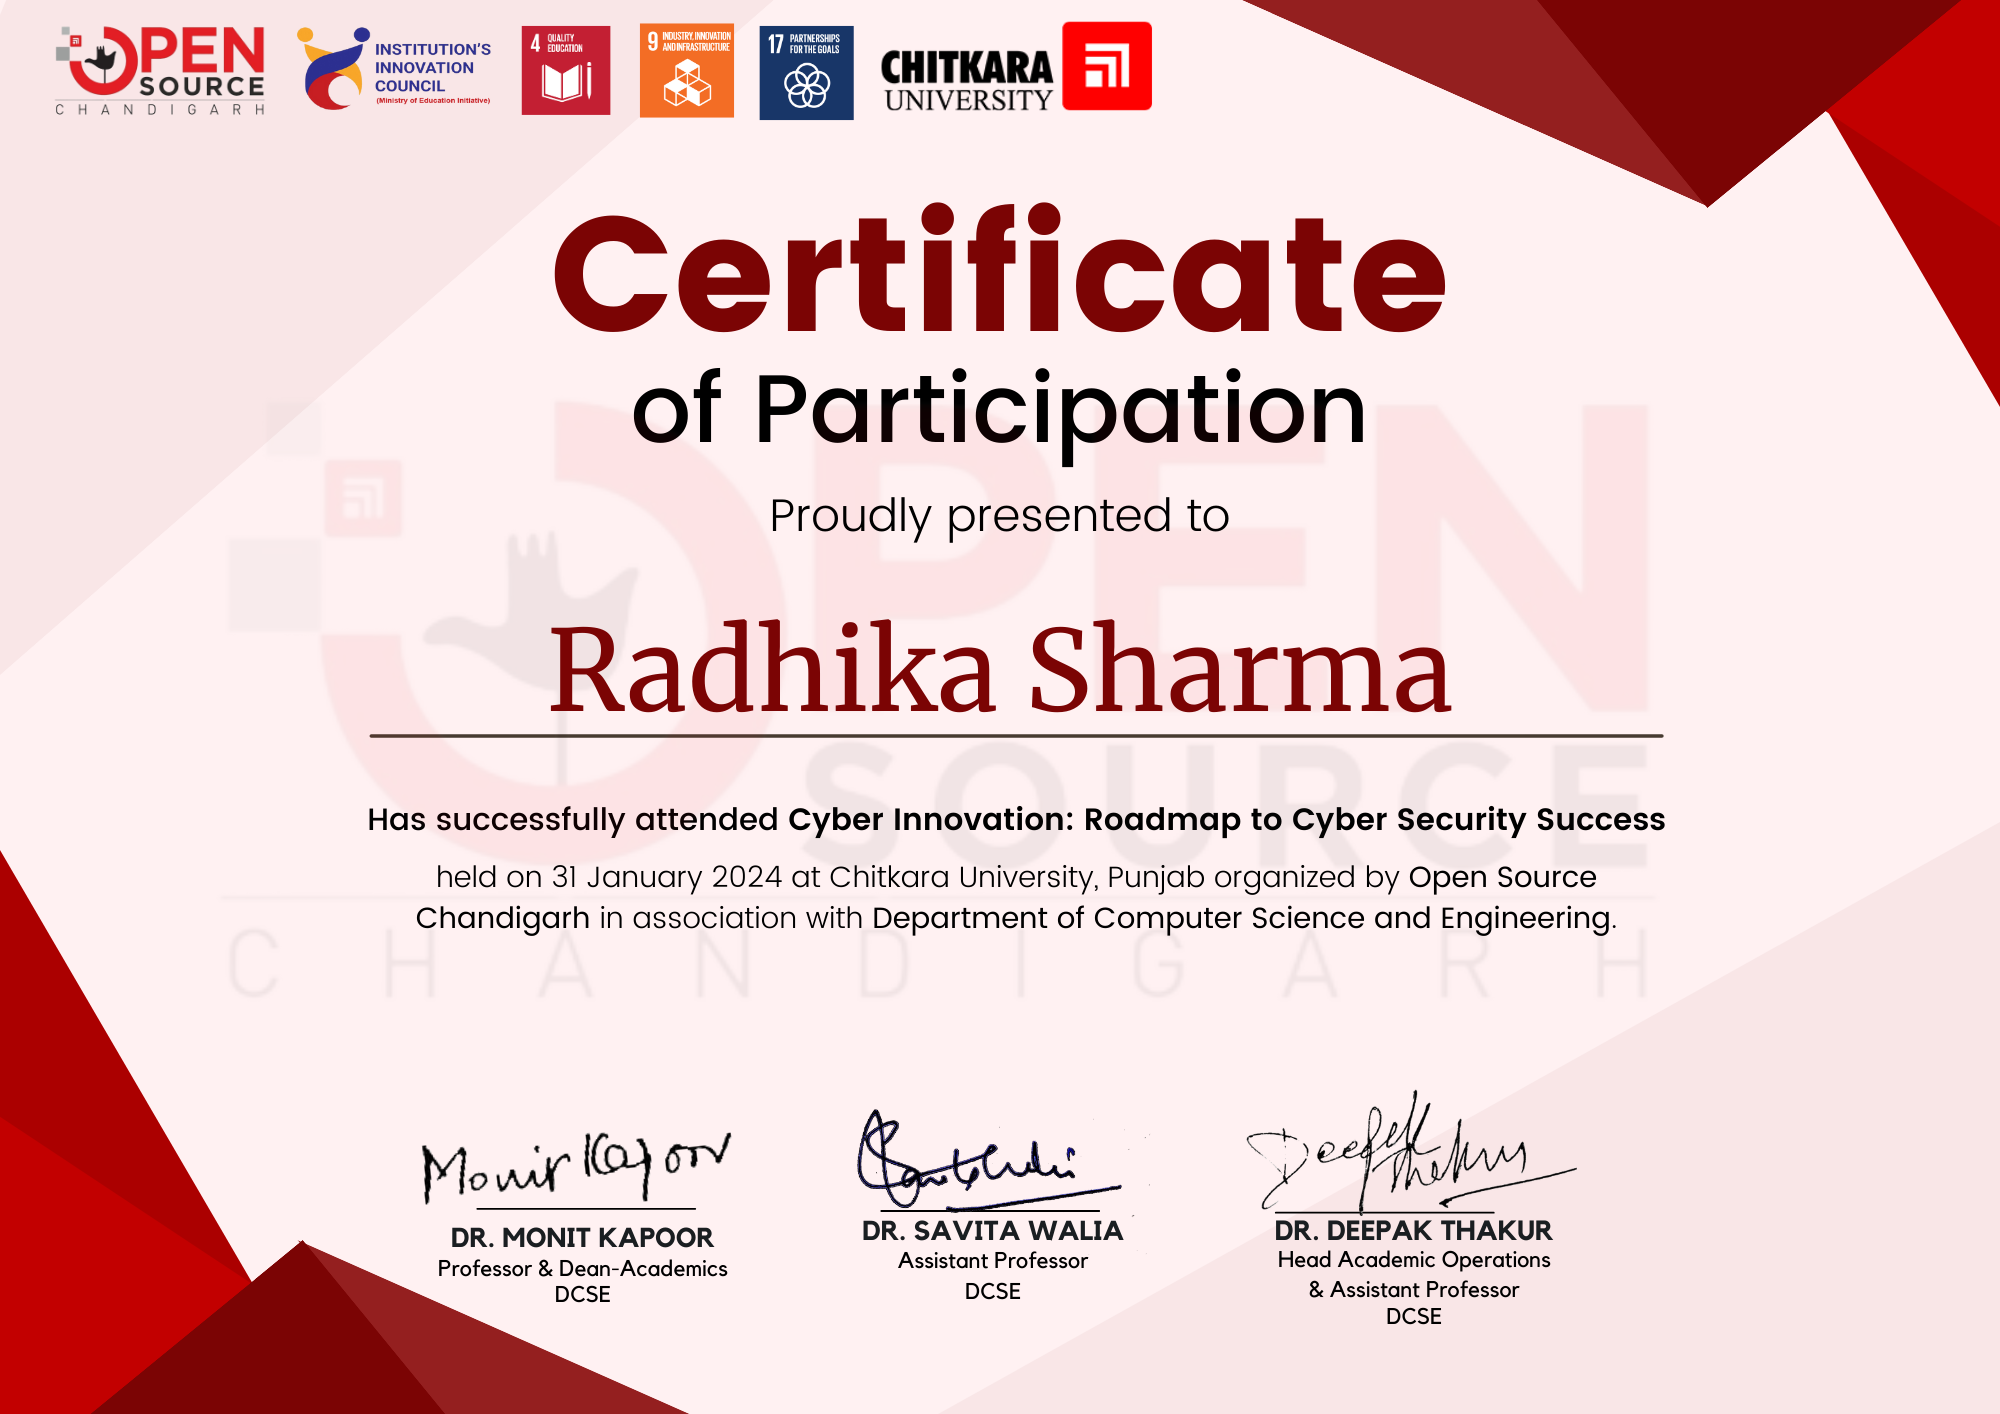 OPEN
SOURCE
CHANDIGARH
INSTITUTION'S
INNOVATION
COUNCIL
(Ministry of Education Initiative)
4 QUALITY
EDUCATION
9 INDUSTRY, INNOVATION
AND INFRASTRUCTURE
17 PARTNERSHIPS
FOR THE GOALS
CHITKARA
UNIVERSITY
Certificate
of Participation
Proudly presented to
Radhika Sharma
Has successfully attended Cyber Innovation: Roadmap to Cyber Security Success
held on 31 January 2024 at Chitkara University, Punjab organized by Open Source
Chandigarh in association with Department of Computer Science and Engineering.
OPEN
SOURCE
CHANDIGARH
Monit Kapoor
Deepak
Thakur
DR. MONIT KAPOOR
Professor & Dean-Academics
DCSE
DR. SAVITA WALIA
Assistant Professor
DCSE
DR. DEEPAK THAKUR
Head Academic Operations
& Assistant Professor
DCSE